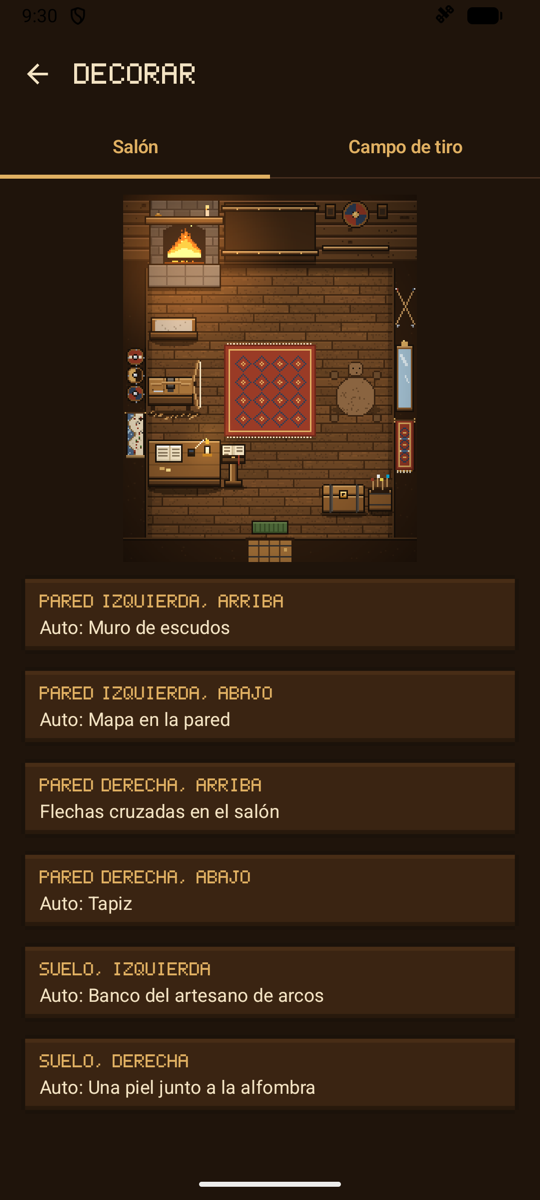 9:30
DECORAR
Salón
Campo de tiro
PARED IZQUIERDA, ARRIBA
Auto: Muro de escudos
PARED IZQUIERDA, ABAJO
Auto: Mapa en la pared
PARED DERECHA, ARRIBA
Flechas cruzadas en el salón
PARED DERECHA, ABAJO
Auto: Tapiz
SUELO, IZQUIERDA
Auto: Banco del artesano de arcos
SUELO, DERECHA
Auto: Una piel junto a la alfombra